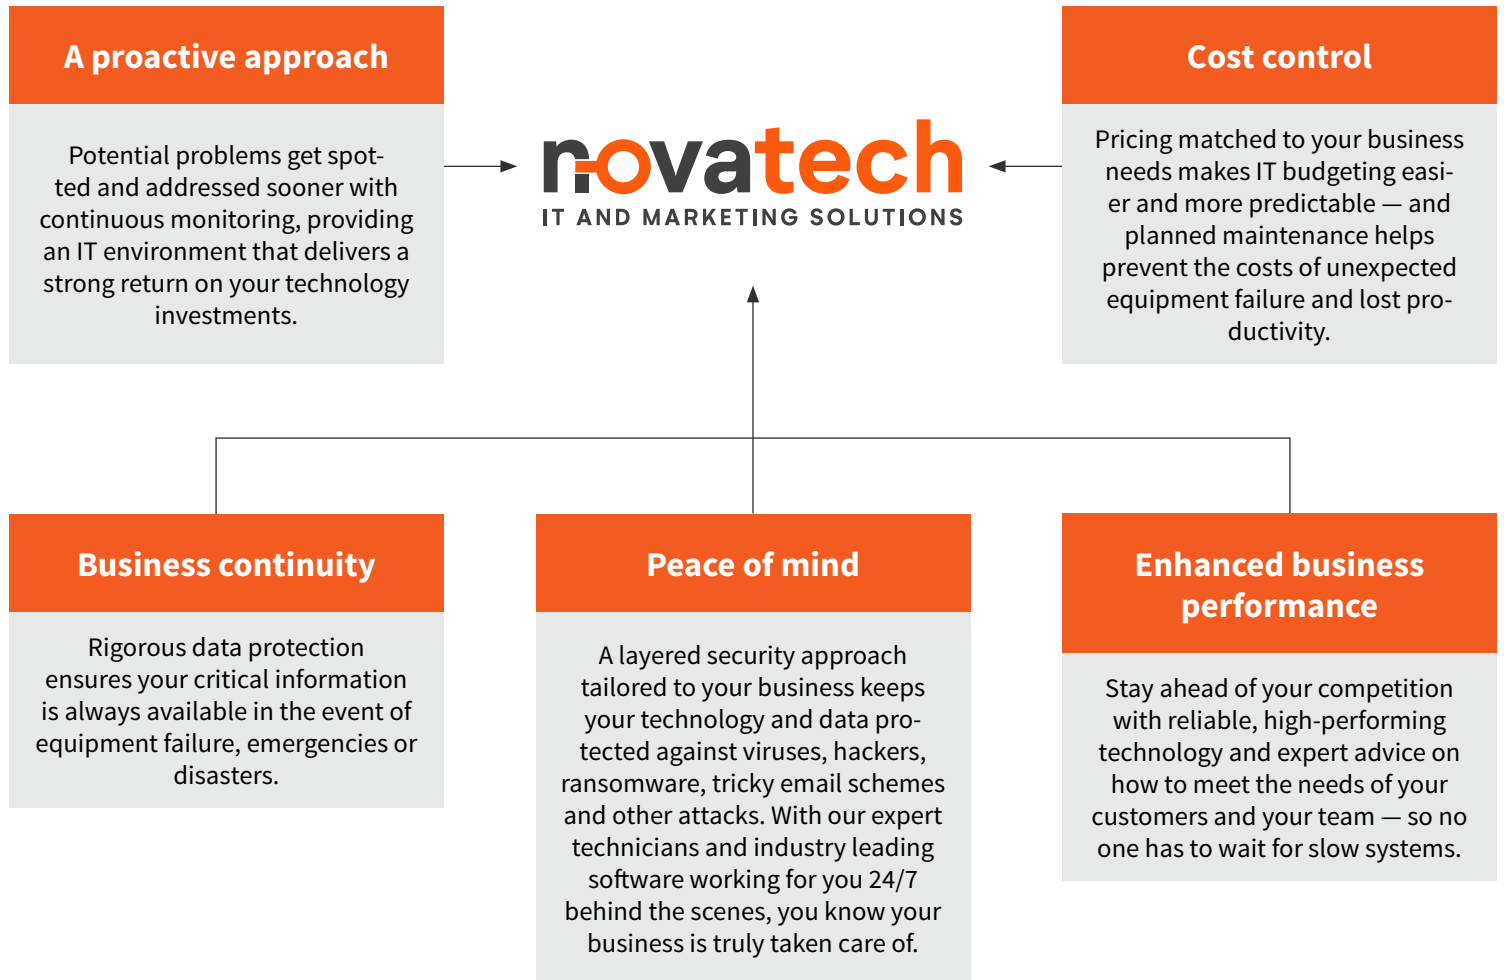 A proactive approach
Potential problems get spot-
ted and addressed sooner with
continuous monitoring, providing
an IT environment that delivers a
strong return on your technology
investments.
novatech
IT AND MARKETING SOLUTIONS
Cost control
Pricing matched to your business
needs makes IT budgeting easi-
er and more predictable — and
planned maintenance helps
prevent the costs of unexpected
equipment failure and lost pro-
ductivity.
Business continuity
Rigorous data protection
ensures your critical information
is always available in the event of
equipment failure, emergencies or
disasters.
Peace of mind
A layered security approach
tailored to your business keeps
your technology and data pro-
tected against viruses, hackers,
ransomware, tricky email schemes
and other attacks. With our expert
technicians and industry leading
software working for you 24/7
behind the scenes, you know your
business is truly taken care of.
Enhanced business
performance
Stay ahead of your competition
with reliable, high-performing
technology and expert advice on
how to meet the needs of your
customers and your team — so no
one has to wait for slow systems.